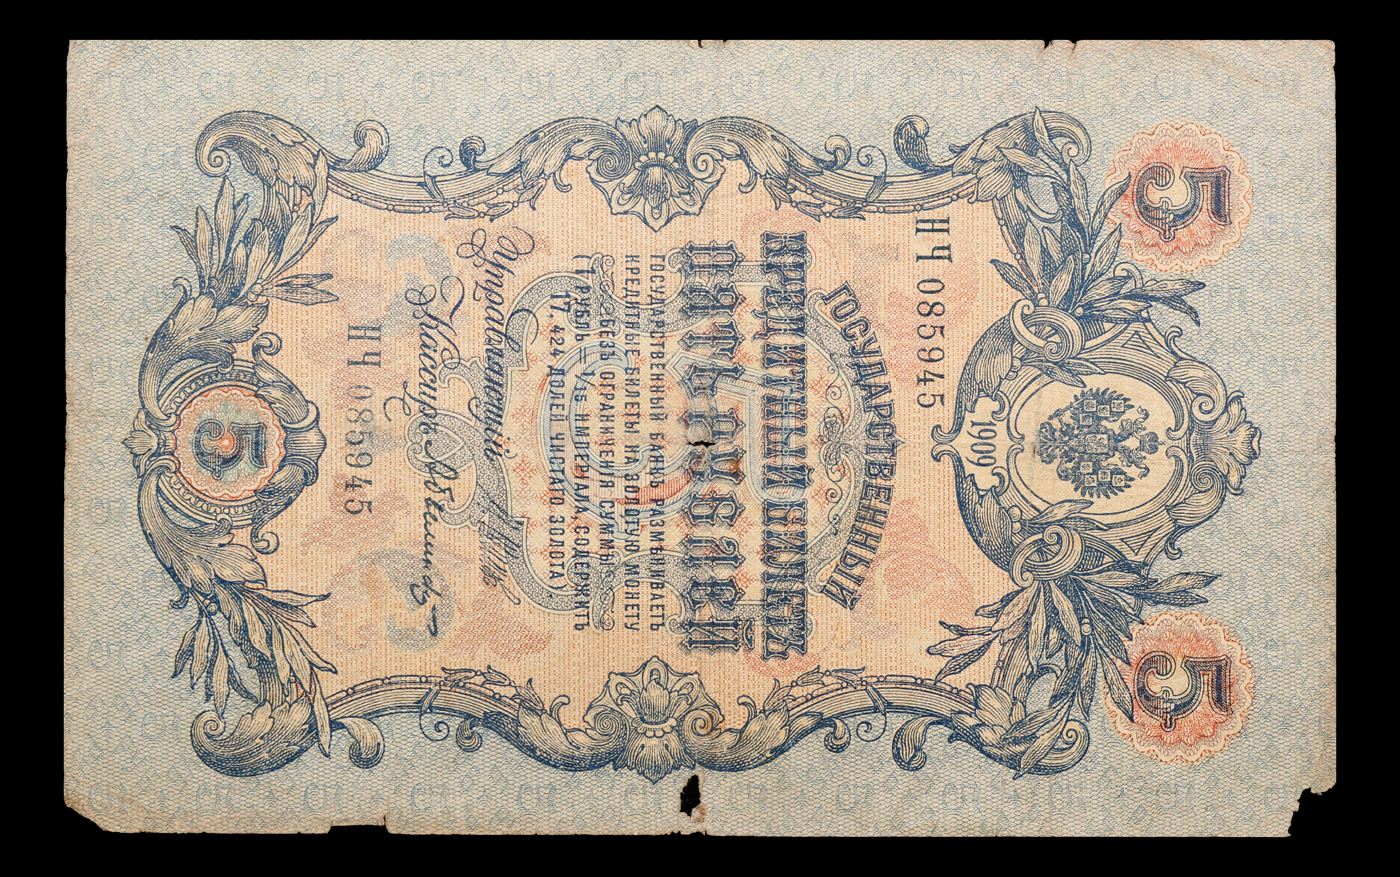 5 5
1909
НЧ 085945
ГОСУДАРСТВЕННЫЙ
КРЕДИТНЫЙ БИЛЕТЪ
ПЯТЬ РУБЛЕЙ
ГОСУДАРСТВЕННЫЙ БАНКЪ РАЗМѢНИВАЕТЪ
КРЕДИТНЫЕ БИЛЕТЫ НА ЗОЛОТУЮ МОНЕТУ
БЕЗЪ ОГРАНИЧЕНІЯ СУММЫ
(1 РУБЛЬ = 1/15 ИМПЕРІАЛА, СОДЕРЖИТЪ
17,424 ДОЛЕЙ ЧИСТАГО ЗОЛОТА).
Управляющій
Кассиръ
НЧ 085945
5